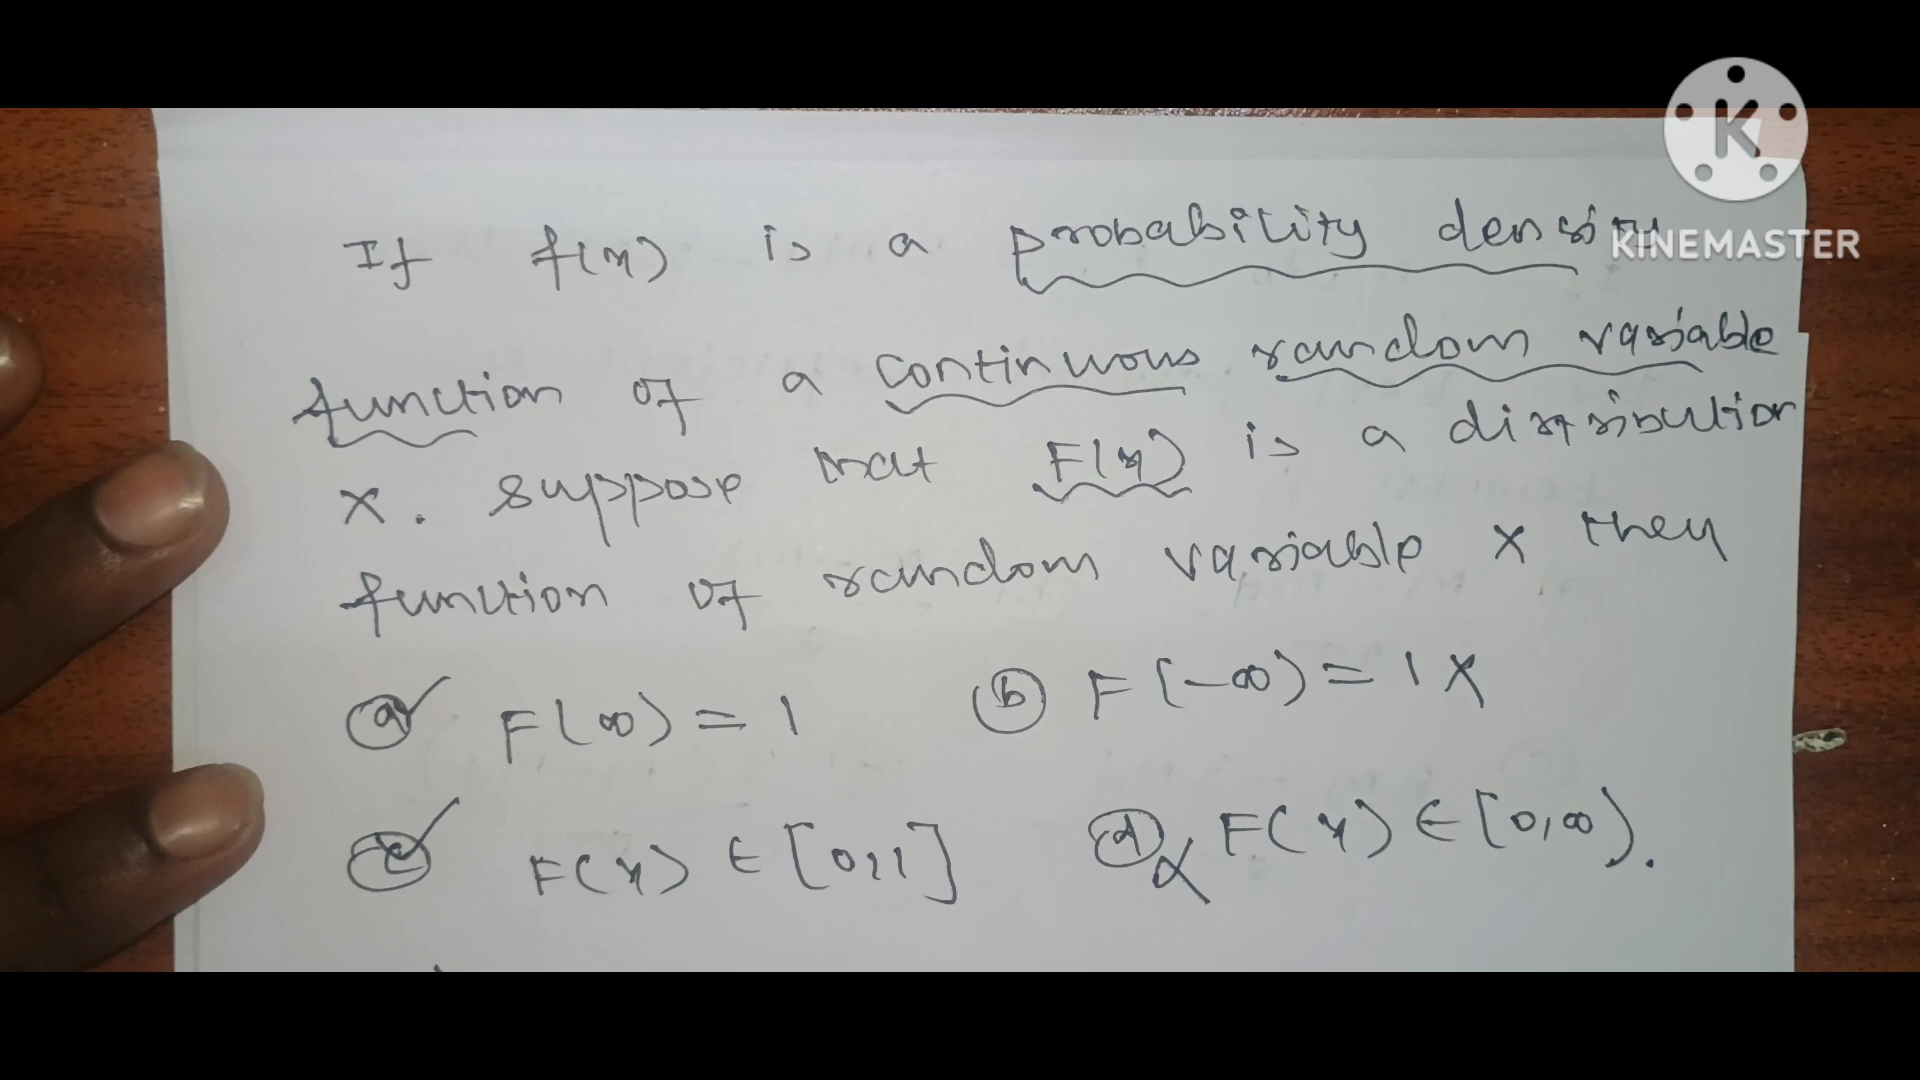 K
KINEMASTER
If f(x) is a probability density
function of a continuous random variable
X. suppose that F(x) is a distribution
function of random variable X then
(a) ✓ F(∞) = 1 (b) F(-∞) = 1 X
(c) ✓ F(x) ∈ [0,1] (d) X F(x) ∈ [0,∞).